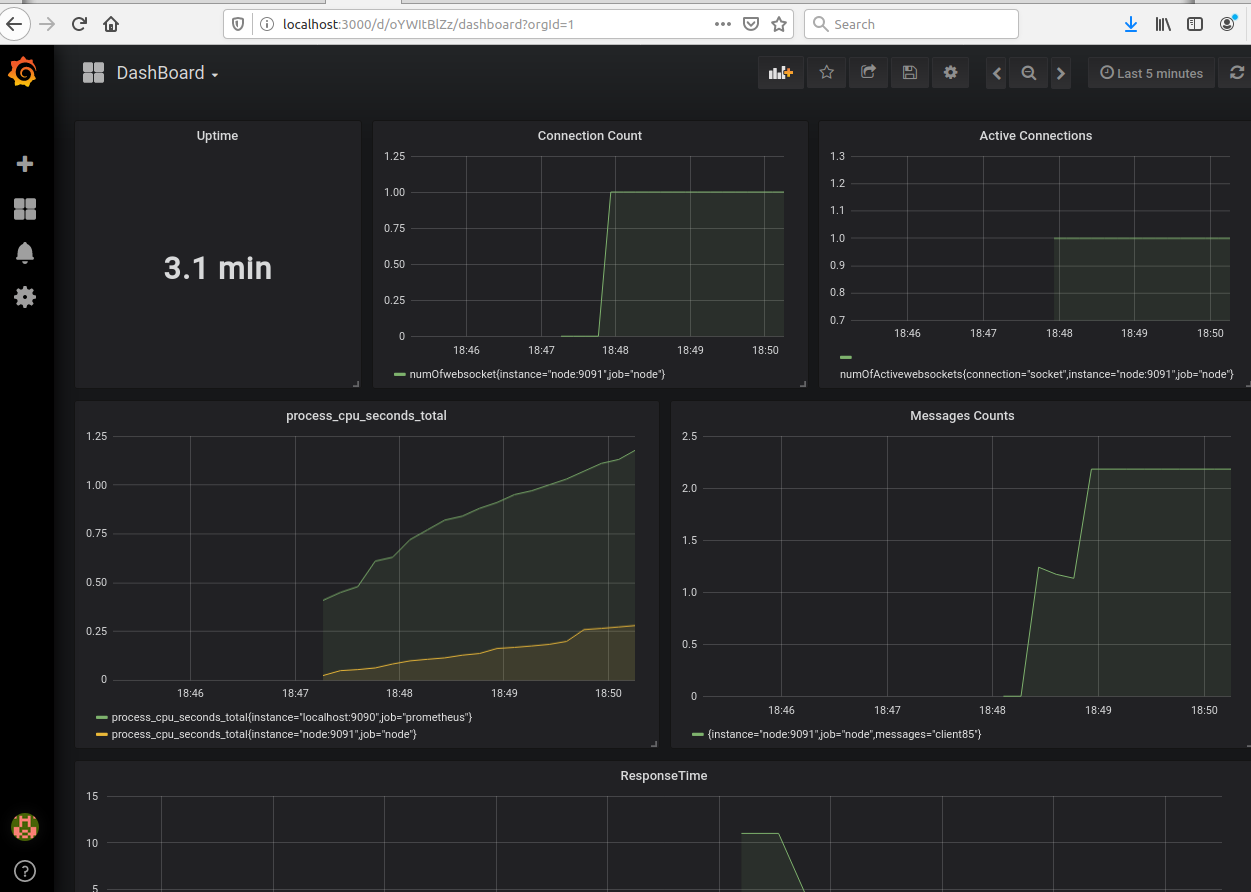 localhost:3000/d/oYWItBlZz/dashboard?orgId=1
Search
DashBoard
Last 5 minutes
Uptime
3.1 min
Connection Count
1.25
1.00
0.75
0.50
0.25
0
18:46 18:47 18:48 18:49 18:50
numOfwebsocket{instance="node:9091",job="node"}
Active Connections
1.3
1.2
1.1
1.0
0.9
0.8
0.7
18:46 18:47 18:48 18:49 18:50
numOfActivewebsockets{connection="socket",instance="node:9091",job="node"}
process_cpu_seconds_total
1.25
1.00
0.75
0.50
0.25
0
18:46 18:47 18:48 18:49 18:50
process_cpu_seconds_total{instance="localhost:9090",job="prometheus"}
process_cpu_seconds_total{instance="node:9091",job="node"}
Messages Counts
2.5
2.0
1.5
1.0
0.5
0
18:46 18:47 18:48 18:49 18:50
{instance="node:9091",job="node",messages="client85"}
ResponseTime
15
10
5
?